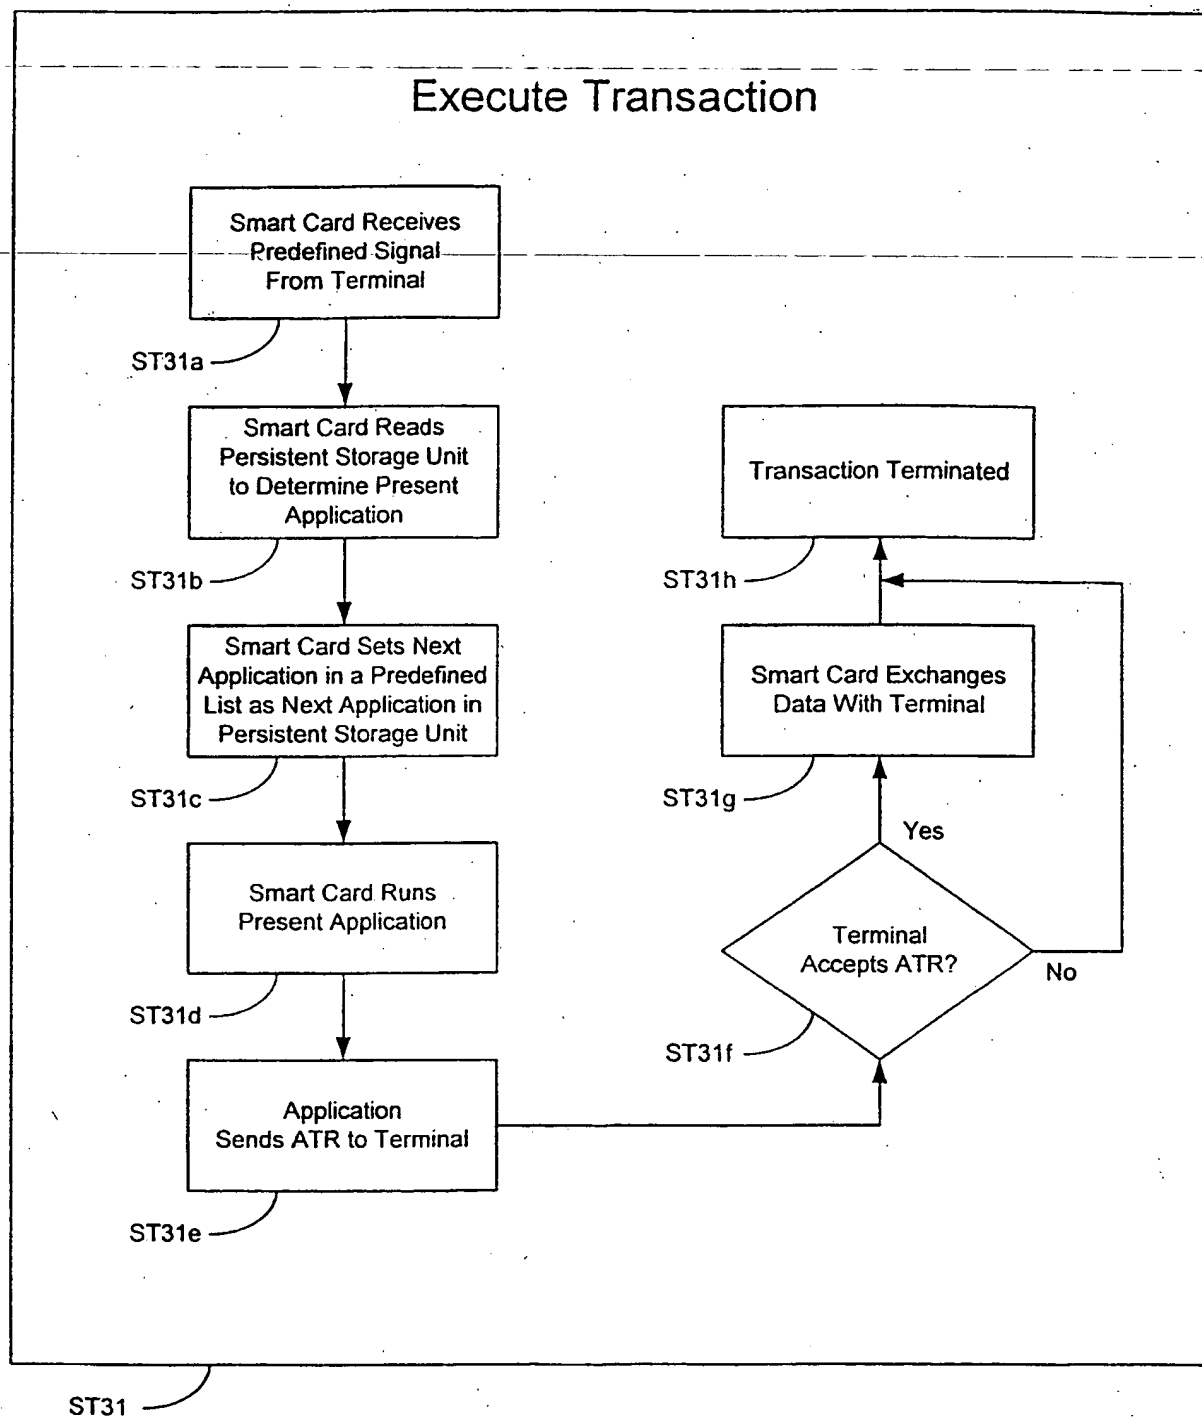 Execute Transaction
Smart Card Receives
Predefined Signal
From Terminal
ST31a
Smart Card Reads
Persistent Storage Unit
to Determine Present
Application
ST31b
Smart Card Sets Next
Application in a Predefined
List as Next Application in
Persistent Storage Unit
ST31c
Smart Card Runs
Present Application
ST31d
Application
Sends ATR to Terminal
ST31e
Transaction Terminated
ST31h
Smart Card Exchanges
Data With Terminal
ST31g
Yes
Terminal
Accepts ATR?
No
ST31f
ST31